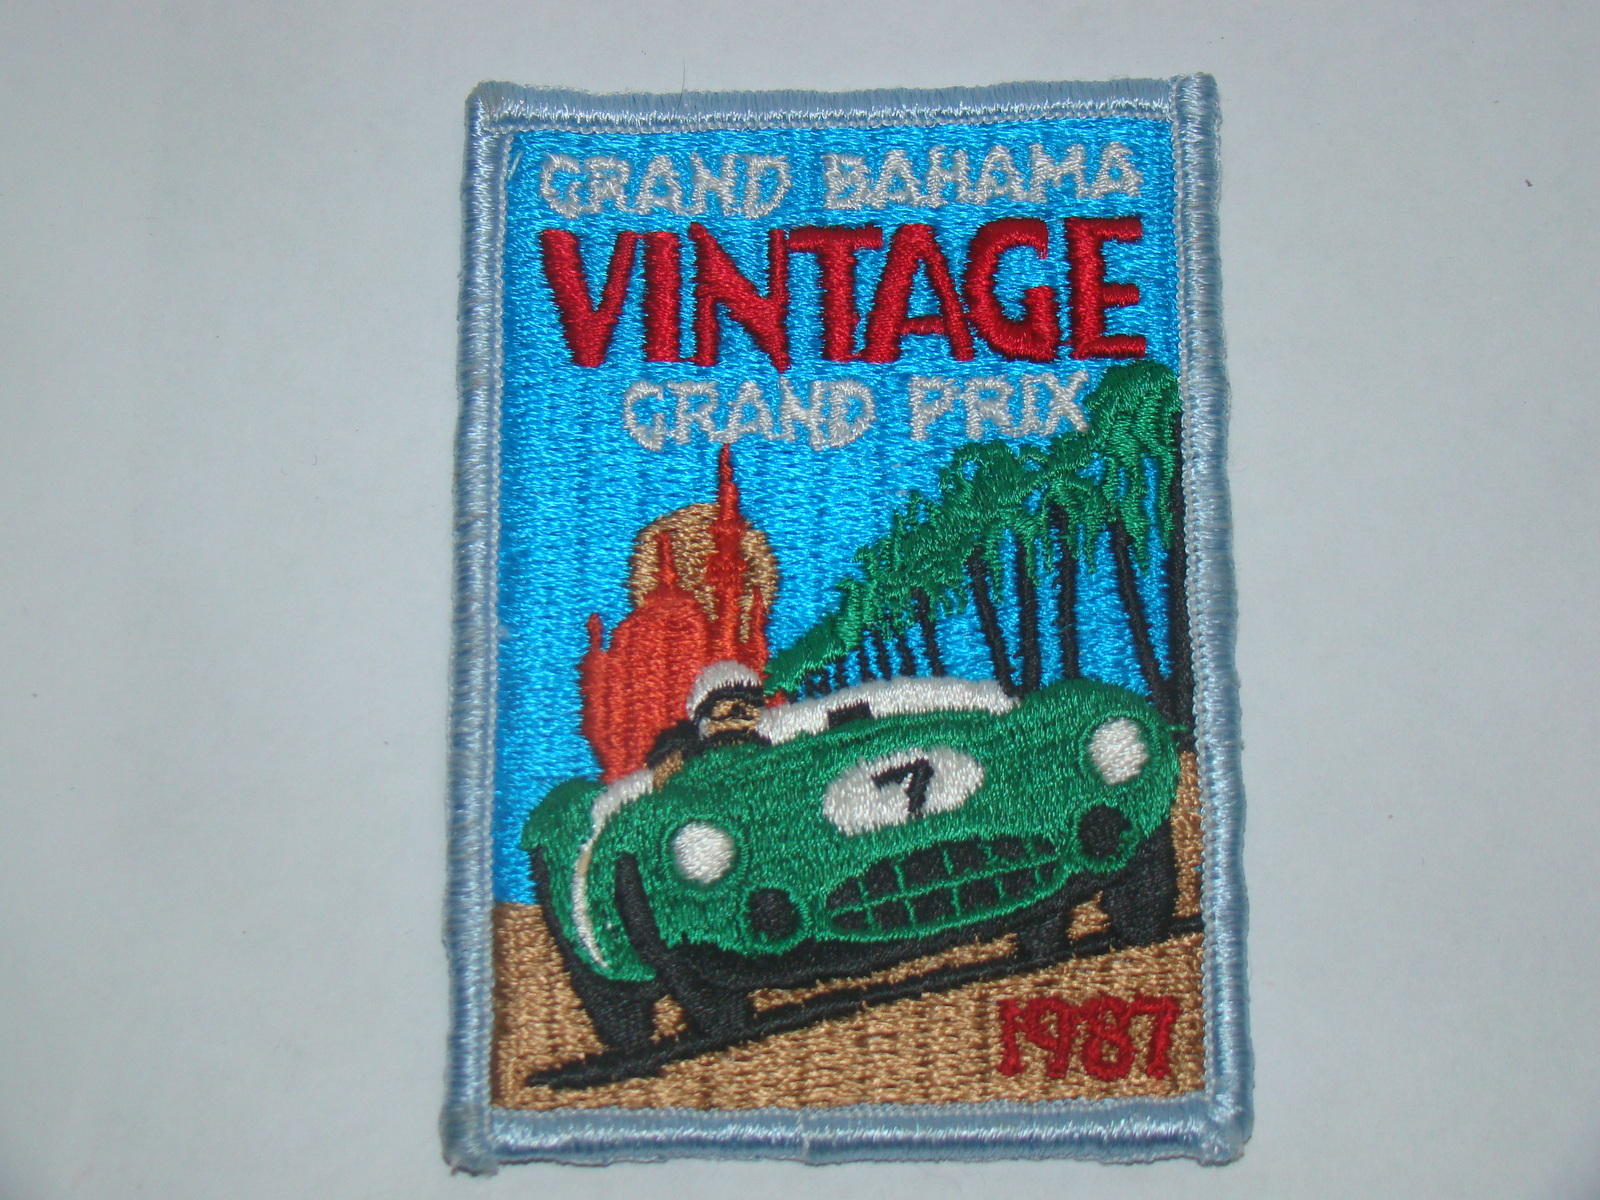 GRAND BAHAMA
VINTAGE
GRAND PRIX
7
1987